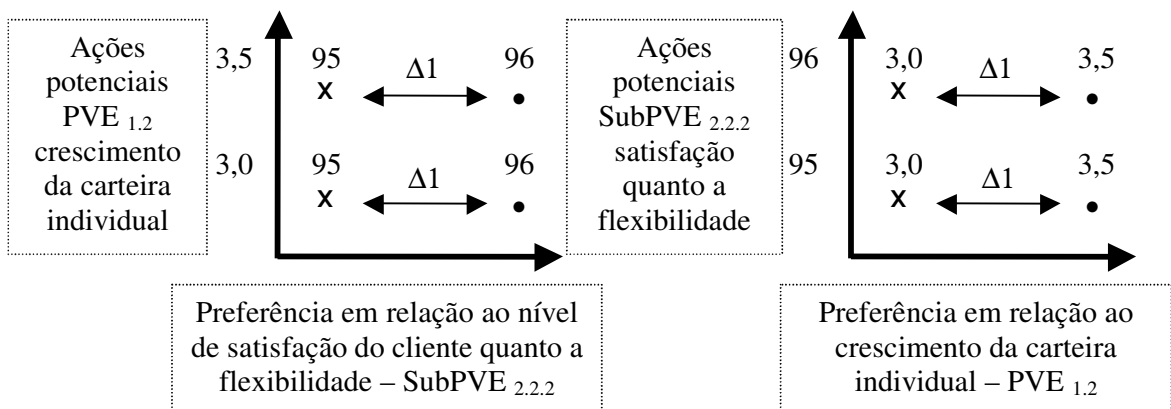 Ações
potenciais
PVE 1.2
crescimento
da carteira
individual
3,5
95
x
Δ1
96
3,0
95
x
Δ1
96
Preferência em relação ao nível
de satisfação do cliente quanto a
flexibilidade – SubPVE 2.2.2
Ações
potenciais
SubPVE 2.2.2
satisfação
quanto a
flexibilidade
96
3,0
x
Δ1
3,5
95
3,0
x
Δ1
3,5
Preferência em relação ao
crescimento da carteira
individual – PVE 1.2